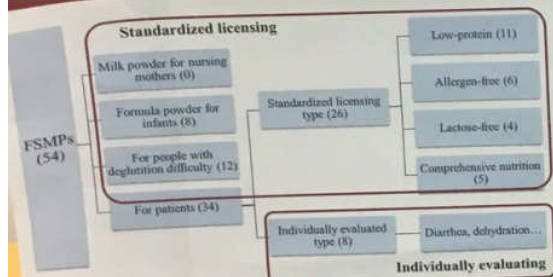 Standardized licensing
FSMPs
(54)
Milk powder for nursing
mothers (0)
Formula powder for
infants (8)
For people with
deglutition difficulty (12)
For patients (34)
Standardized licensing
type (26)
Low-protein (11)
Allergen-free (6)
Lactose-free (4)
Comprehensive nutrition
(5)
Individually evaluated
type (8)
Diarrhea, dehydration...
Individually evaluating